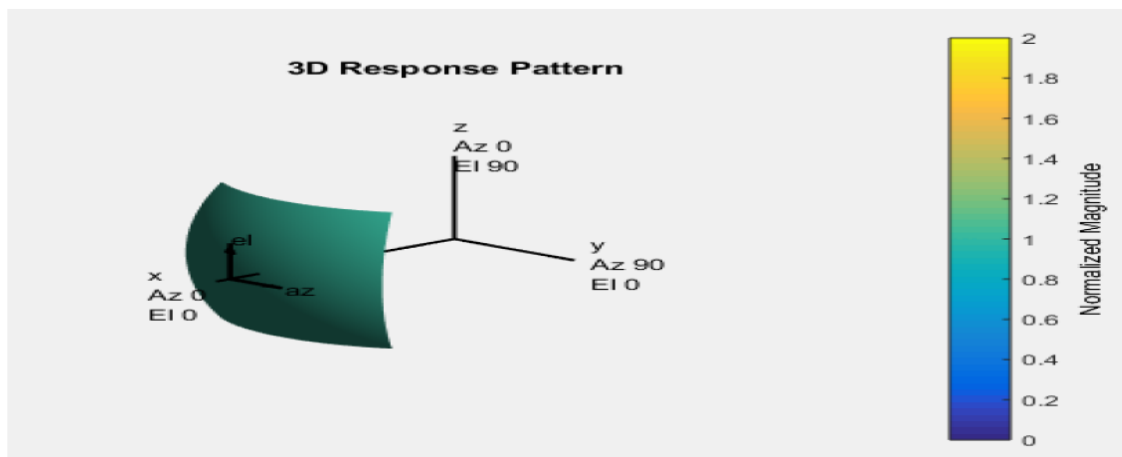 3D Response Pattern
z
Az 0
El 90
el
az
x
Az 0
El 0
y
Az 90
El 0
2
1.8
1.6
1.4
1.2
1
0.8
0.6
0.4
0.2
0
Normalized Magnitude